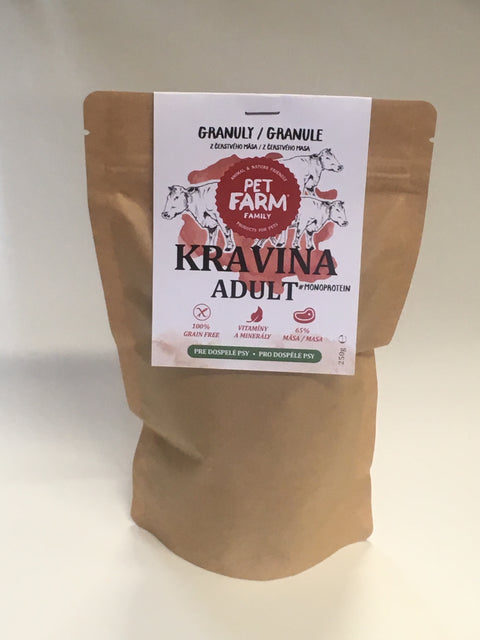 GRANULY / GRANULE
Z ČERSTVÉHO MÄSA / Z ČERSTVÉHO MASA
ANIMAL & NATURE FRIENDLY
PET
FARM
FAMILY
PRODUCTS FOR PETS
KRAVINA
ADULT
#MONOPROTEIN
100%
GRAIN FREE
VITAMÍNY
A MINERÁLY
65%
MÄSA / MASA
PRE DOSPELÉ PSY • PRO DOSPĚLÉ PSY
250g ℮